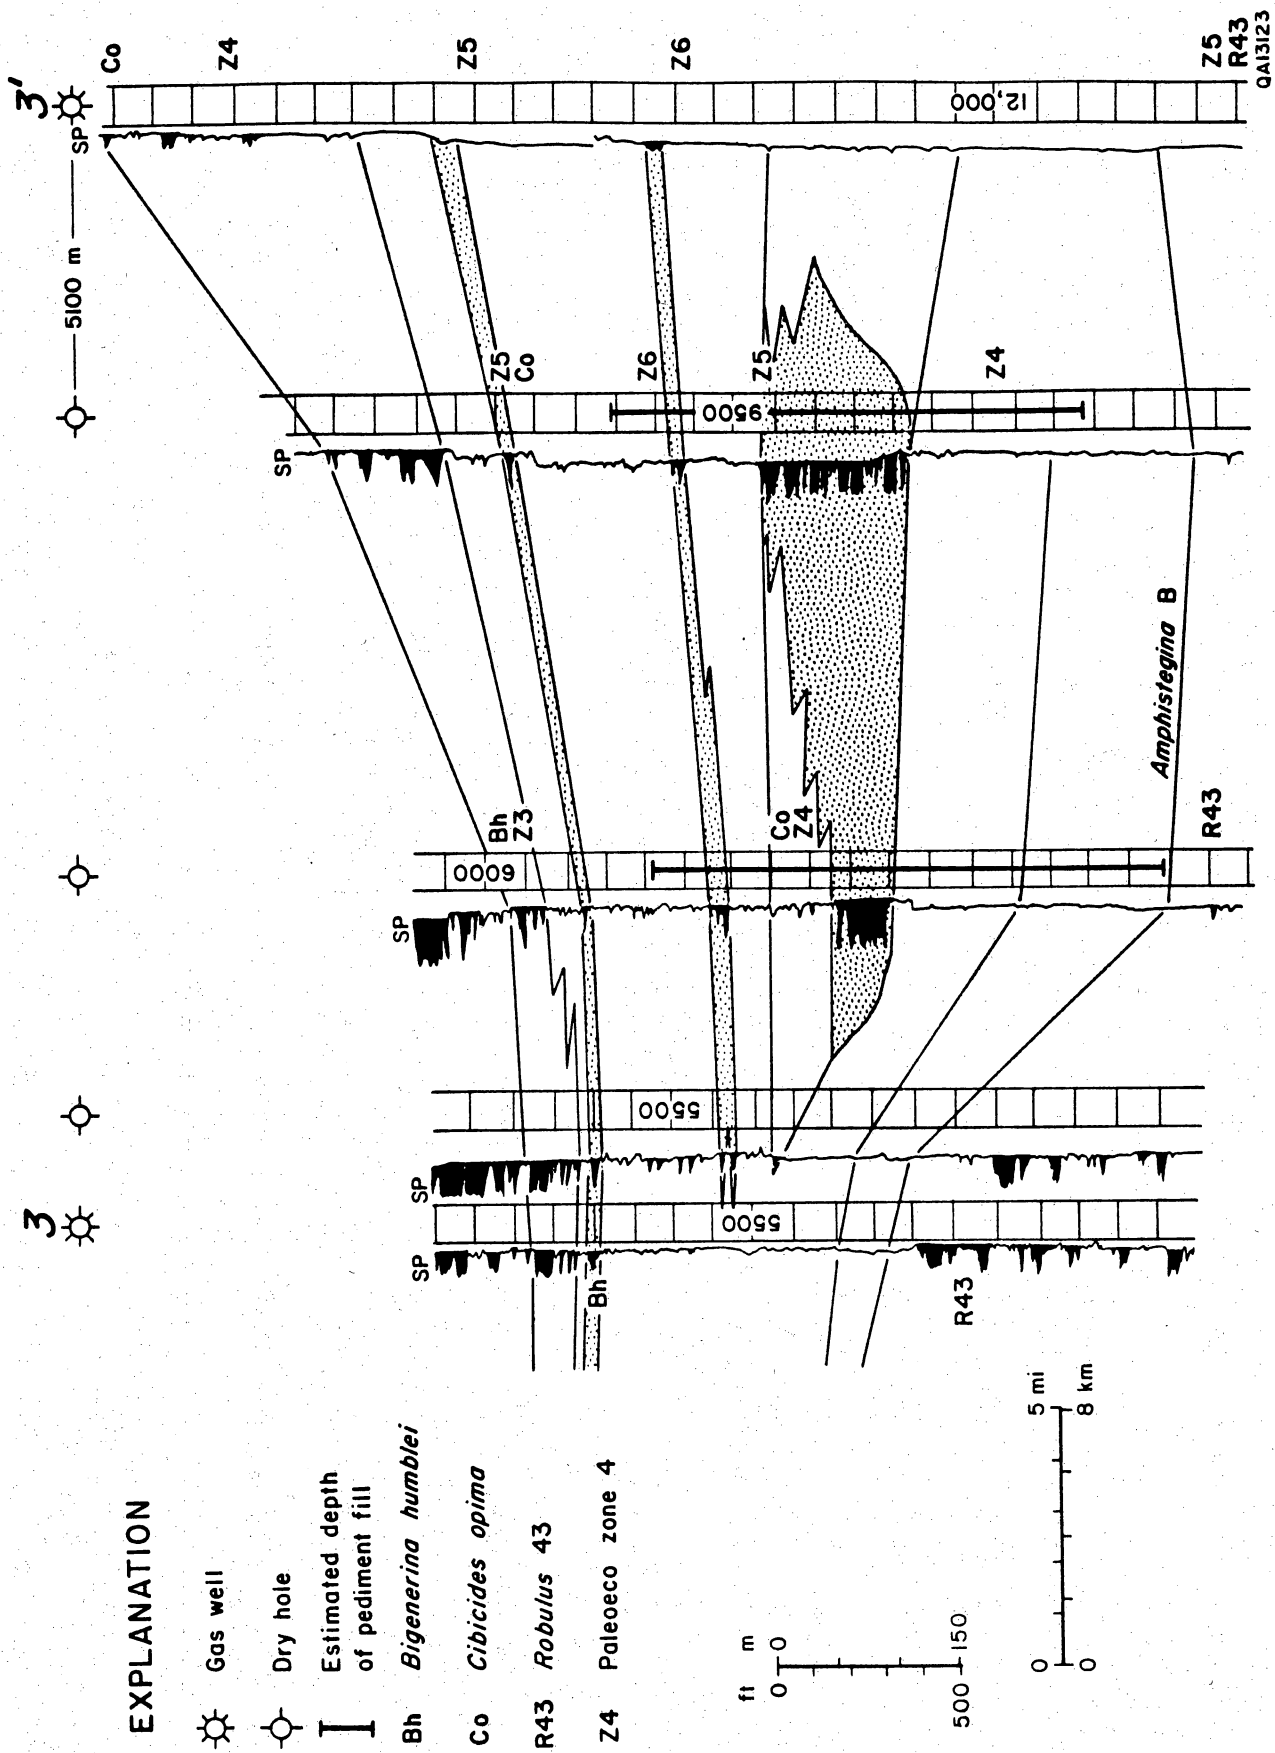 3
3'
5100 m
SP
SP
SP
SP
SP
5500
5500
6000
9500
12,000
Bh
Bh
Z3
Co
Z4
R43
R43
Z5
Co
Z6
Z5
Z4
Co
Z4
Z5
Z6
Z5
R43
Amphistegina B
QA13123
EXPLANATION
Gas well
Dry hole
Estimated depth
of pediment fill
Bh Bigenerina humblei
Co Cibicides opima
R43 Robulus 43
Z4 Paleoeco zone 4
ft m
0 0
500 150
0 5 mi
0 8 km